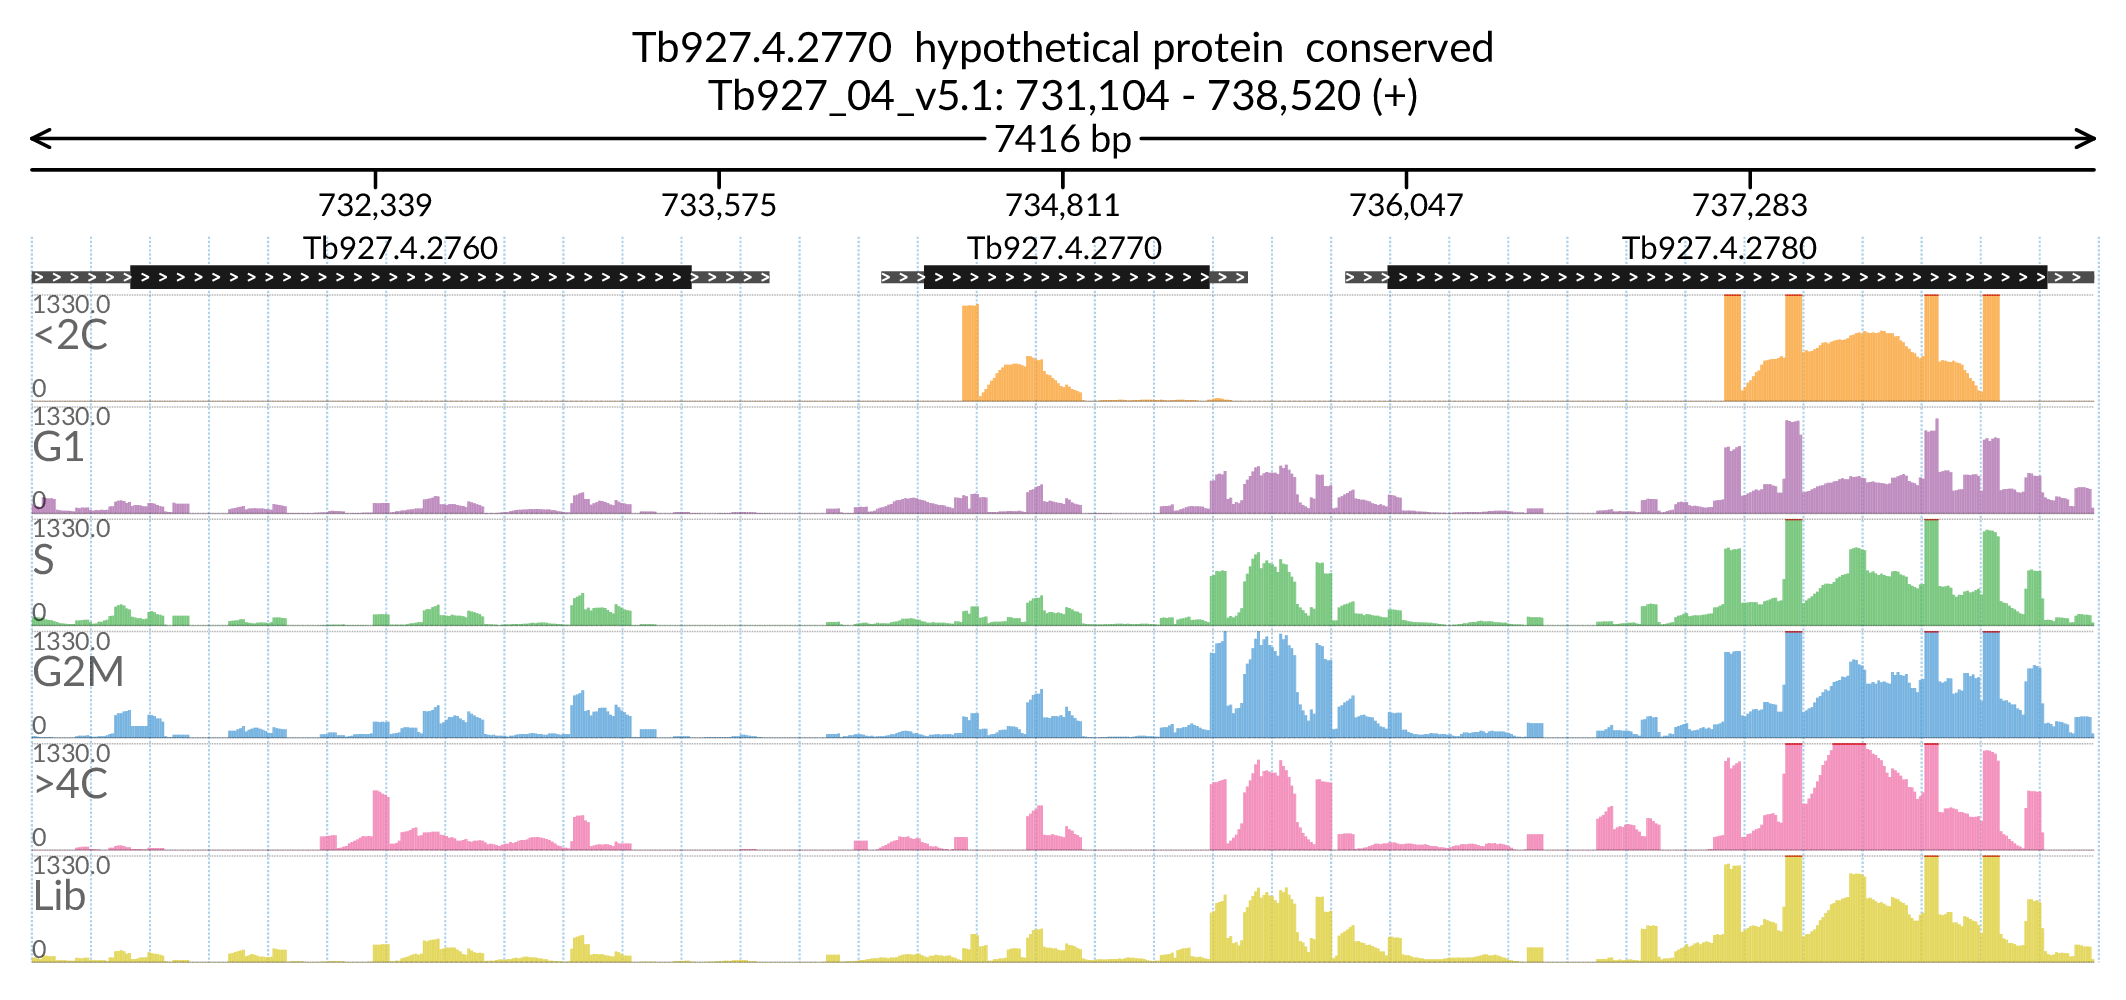 Tb927.4.2770  hypothetical protein  conserved
Tb927_04_v5.1: 731,104 - 738,520 (+)
7416 bp
732,339 733,575 734,811 736,047 737,283
Tb927.4.2760 Tb927.4.2770 Tb927.4.2780
1330.0
<2C
0
1330.0
G1
0
1330.0
S
0
1330.0
G2M
0
1330.0
>4C
0
1330.0
Lib
0